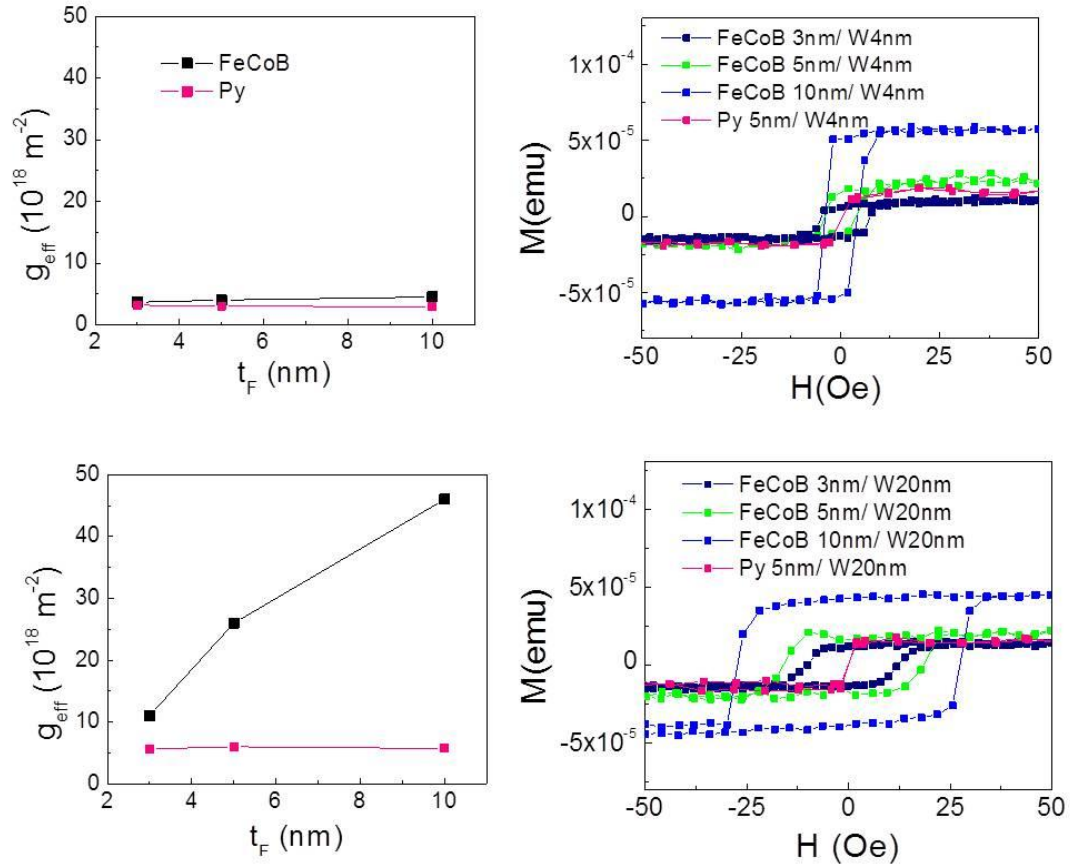 50
40
30
20
10
0
g_eff (10^18 m^-2)
FeCoB
Py
2 4 6 8 10
t_F (nm)
FeCoB 3nm/ W4nm
FeCoB 5nm/ W4nm
FeCoB 10nm/ W4nm
Py 5nm/ W4nm
1x10^-4
5x10^-5
0
-5x10^-5
M(emu)
-50 -25 0 25 50
H(Oe)
50
40
30
20
10
0
g_eff (10^18 m^-2)
2 4 6 8 10
t_F (nm)
FeCoB 3nm/ W20nm
FeCoB 5nm/ W20nm
FeCoB 10nm/ W20nm
Py 5nm/ W20nm
1x10^-4
5x10^-5
0
-5x10^-5
M(emu)
-50 -25 0 25 50
H (Oe)